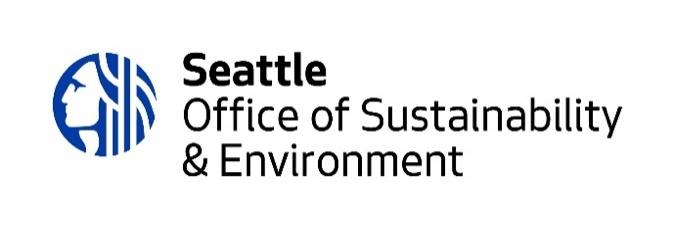 Seattle
Office of Sustainability
& Environment